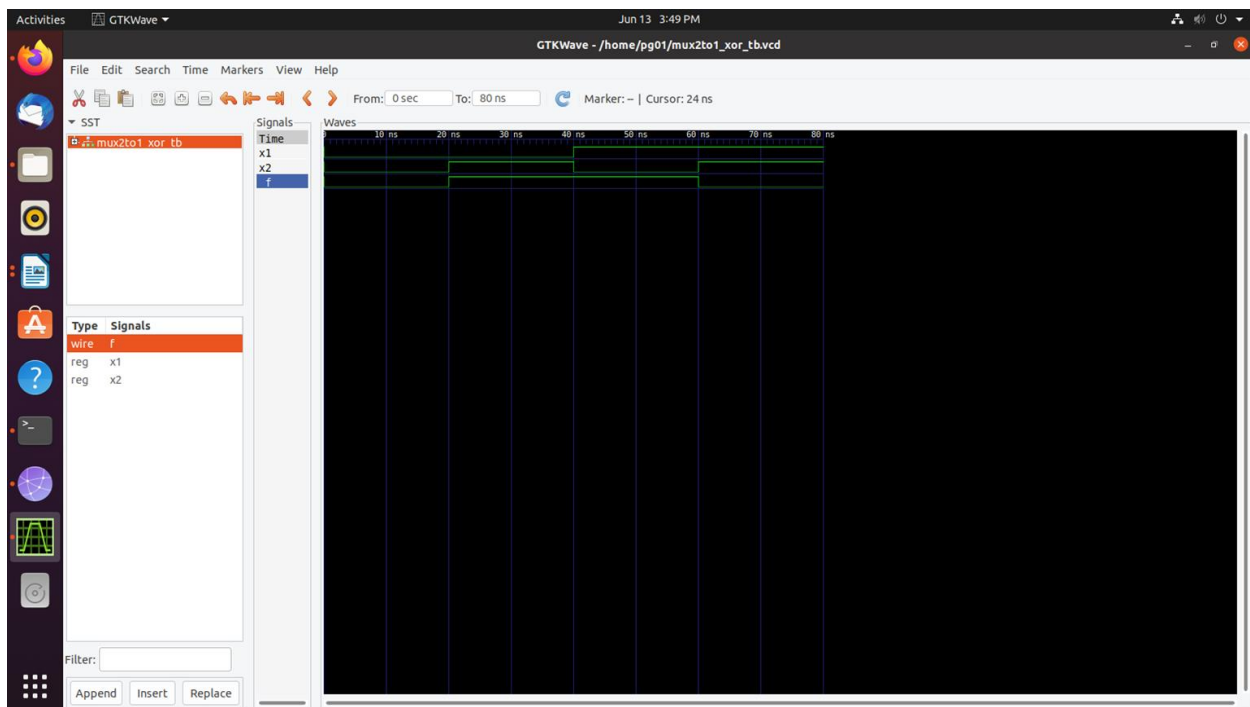 Activities GTKWave Jun 13 3:49 PM
GTKWave - /home/pg01/mux2to1_xor_tb.vcd
File Edit Search Time Markers View Help
From: 0 sec To: 80 ns Marker: -- | Cursor: 24 ns
SST
mux2to1_xor_tb
Signals
Time
x1
x2
f
Waves
0 10 ns 20 ns 30 ns 40 ns 50 ns 60 ns 70 ns 80 ns
Type Signals
wire f
reg x1
reg x2
Filter:
Append Insert Replace